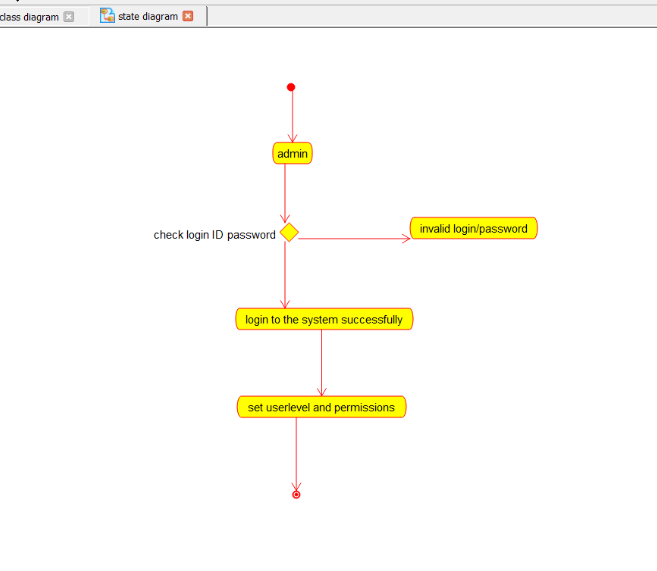 class diagram
state diagram
admin
check login ID password
invalid login/password
login to the system successfully
set userlevel and permissions